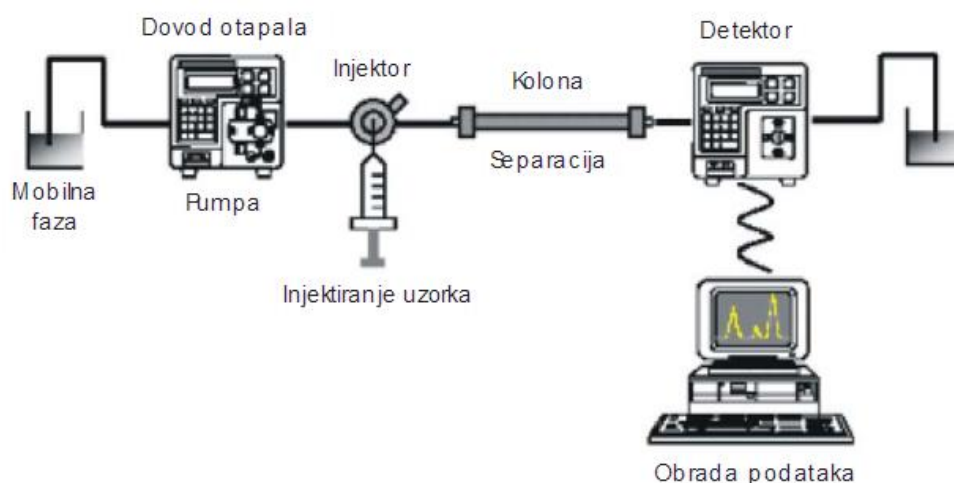 Dovod otapala
Injektor
Kolona
Detektor
Mobilna
faza
Pumpa
Separacija
Injektiranje uzorka
Obrada podataka